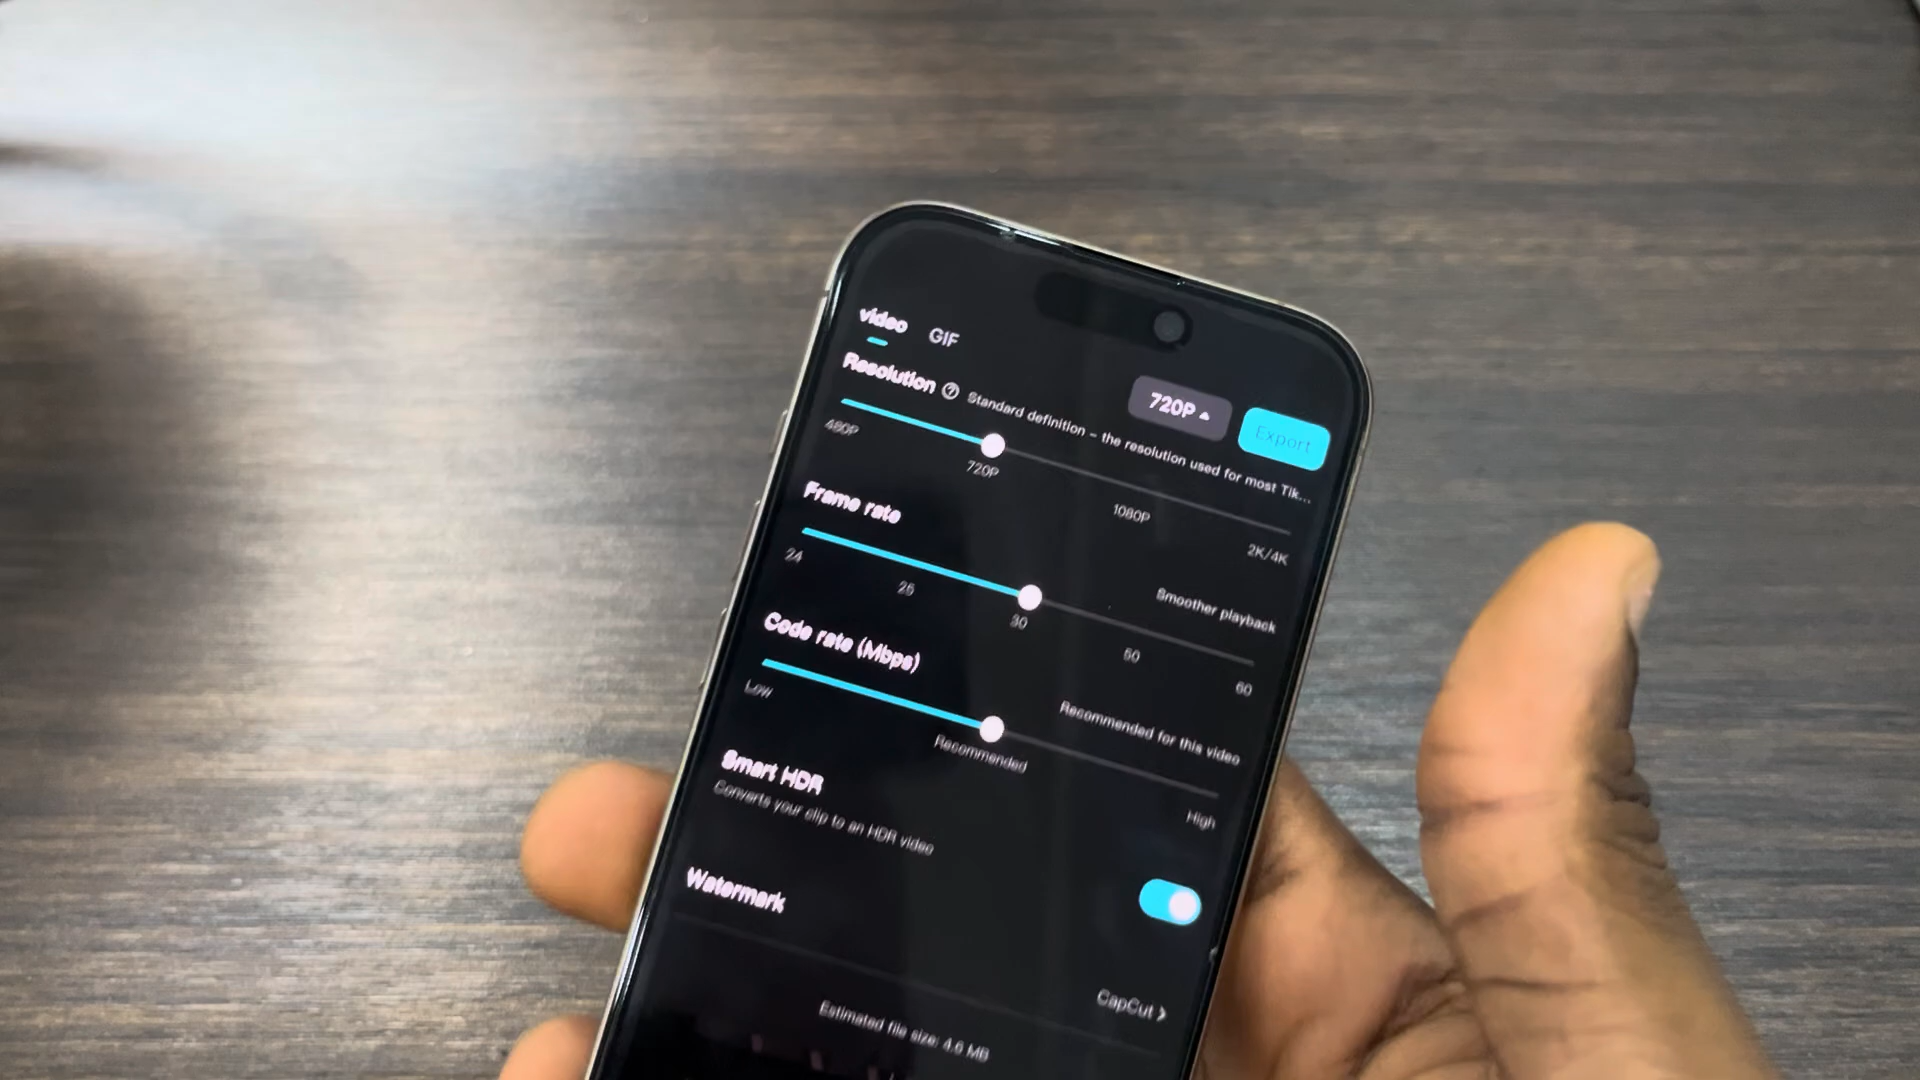 video GIF
720P Export
Resolution Standard definition – the resolution used for most Tik...
480P 720P 1080P 2K/4K
Frame rate Smoother playback
24 25 30 50 60
Code rate (Mbps) Recommended for this video
Low Recommended High
Smart HDR
Converts your clip to an HDR video
Watermark CapCut
Estimated file size: 4.6 MB